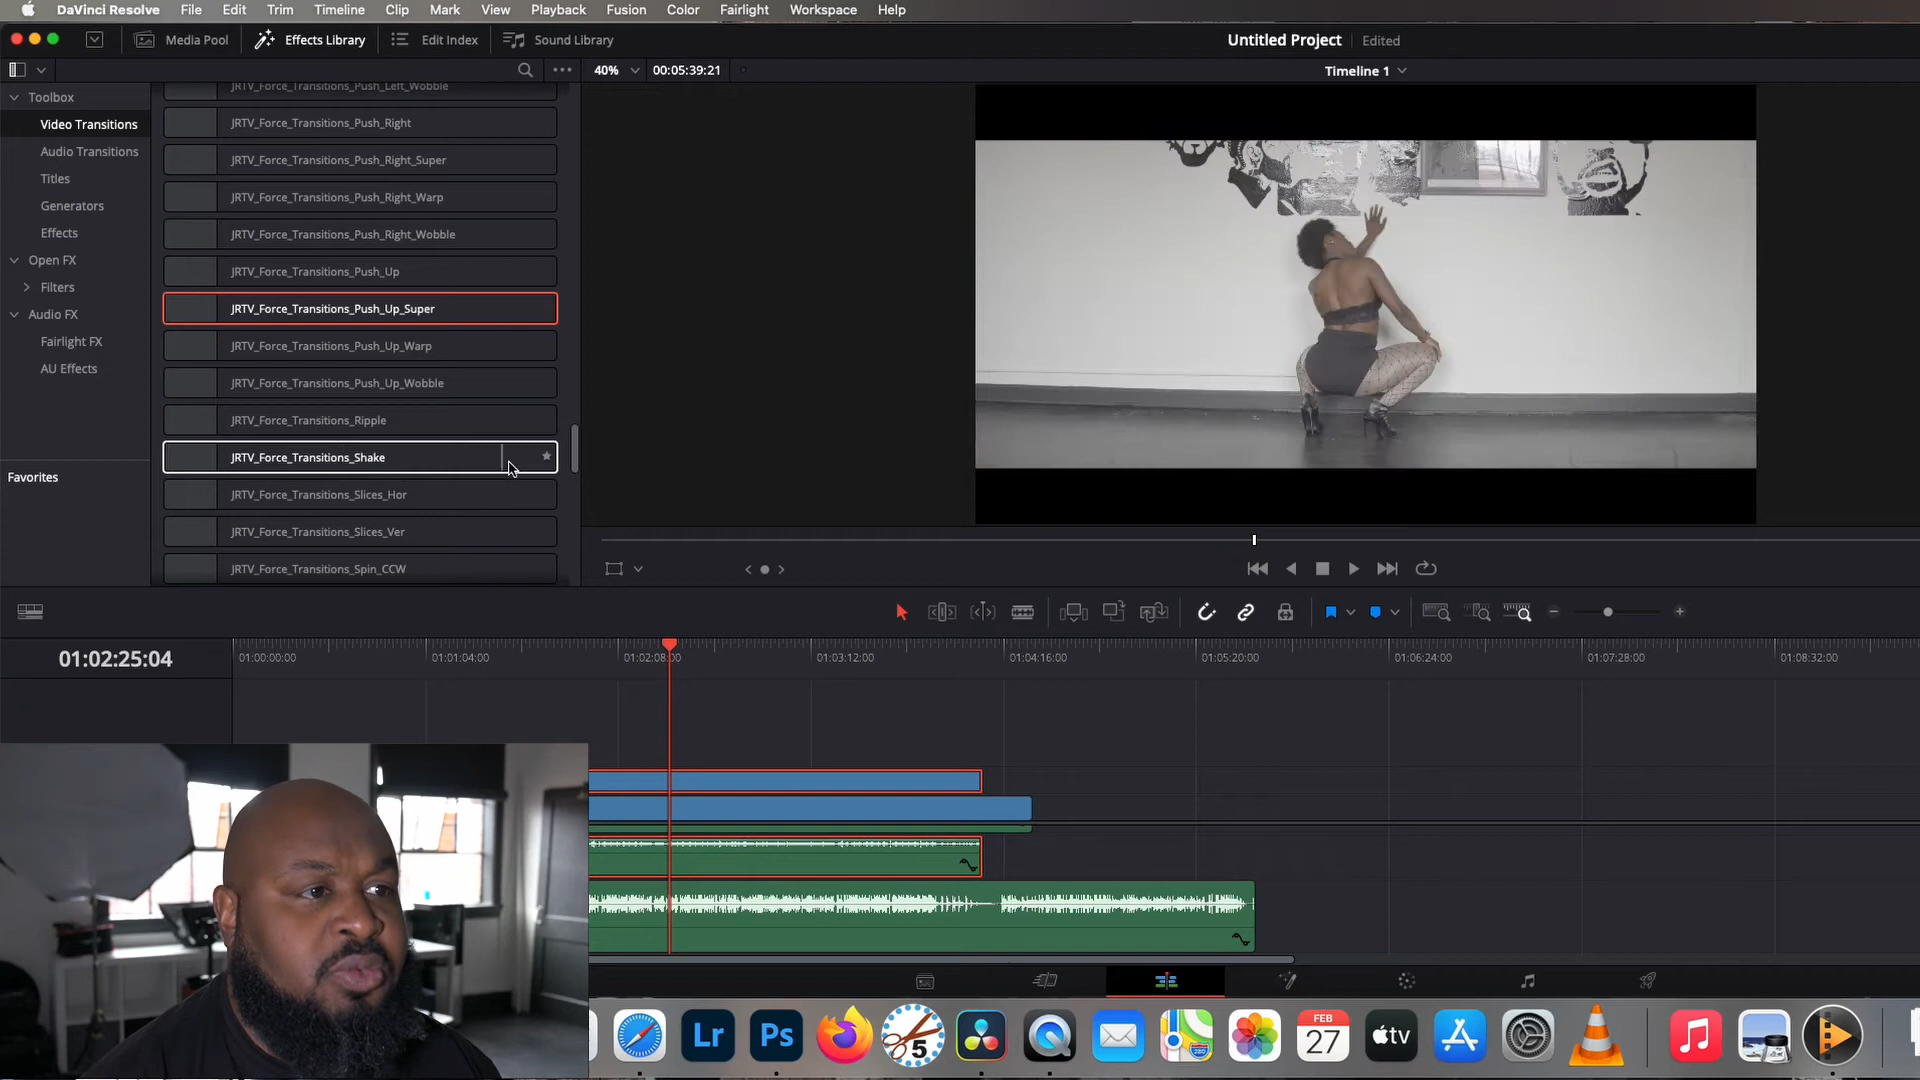 DaVinci Resolve File Edit Trim Timeline Clip Mark View Playback Fusion Color Fairlight Workspace Help
Media Pool Effects Library Edit Index Sound Library Untitled Project Edited
40% 00:05:39:21 Timeline 1
Toolbox
Video Transitions
Audio Transitions
Titles
Generators
Effects
Open FX
Filters
Audio FX
Fairlight FX
AU Effects
Favorites
JRTV_Force_Transitions_Push_Left_Wobble
JRTV_Force_Transitions_Push_Right
JRTV_Force_Transitions_Push_Right_Super
JRTV_Force_Transitions_Push_Right_Warp
JRTV_Force_Transitions_Push_Right_Wobble
JRTV_Force_Transitions_Push_Up
JRTV_Force_Transitions_Push_Up_Super
JRTV_Force_Transitions_Push_Up_Warp
JRTV_Force_Transitions_Push_Up_Wobble
JRTV_Force_Transitions_Ripple
JRTV_Force_Transitions_Shake
JRTV_Force_Transitions_Slices_Hor
JRTV_Force_Transitions_Slices_Ver
JRTV_Force_Transitions_Spin_CCW
01:02:25:04 01:00:00:00 01:01:04:00 01:02:08:00 01:03:12:00 01:04:16:00 01:05:20:00 01:06:24:00 01:07:28:00 01:08:32:00
Lr Ps 5 FEB 27 tv
280